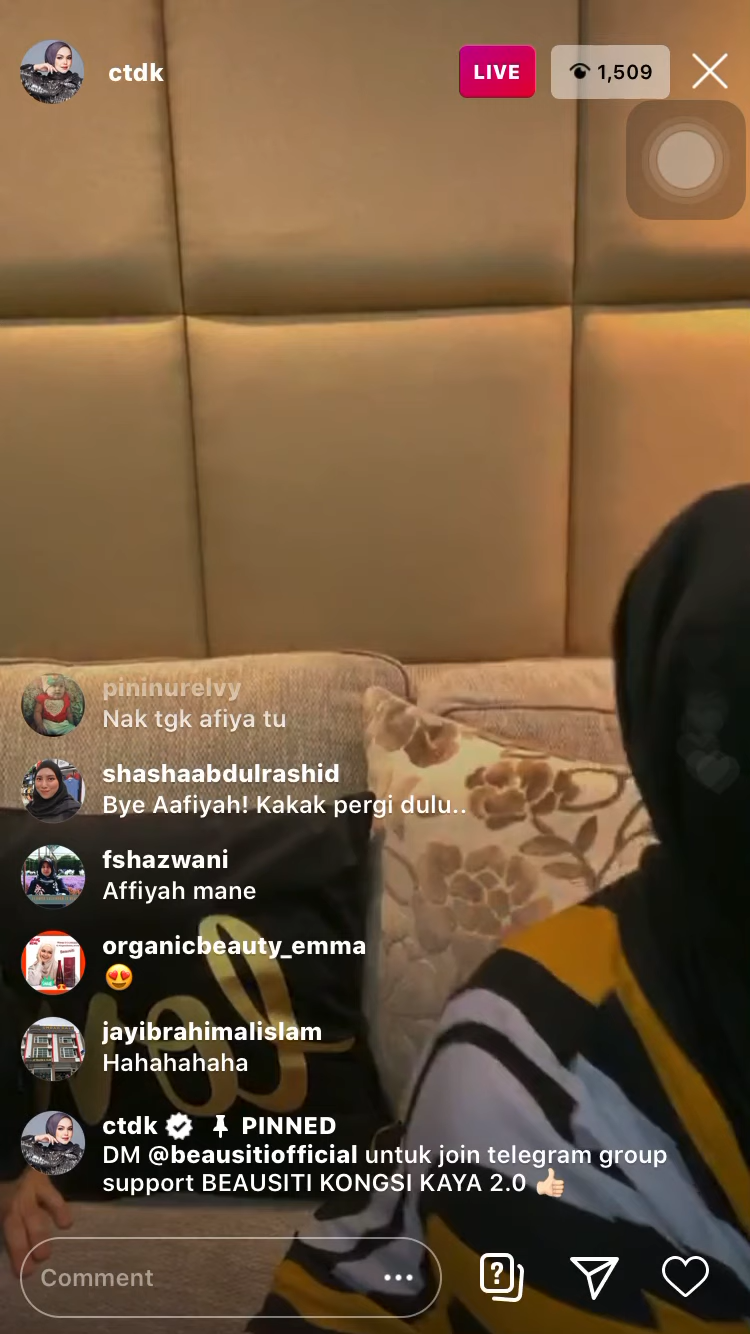 ctdk
LIVE
1,509
pininurelvy
Nak tgk afiya tu
shashaabdulrashid
Bye Aafiyah! Kakak pergi dulu..
fshazwani
Affiyah mane
organicbeauty_emma
😍
jayibrahimalislam
Hahahahaha
ctdk PINNED
DM @beausitiofficial untuk join telegram group
support BEAUSITI KONGSI KAYA 2.0 👍🏻
Comment